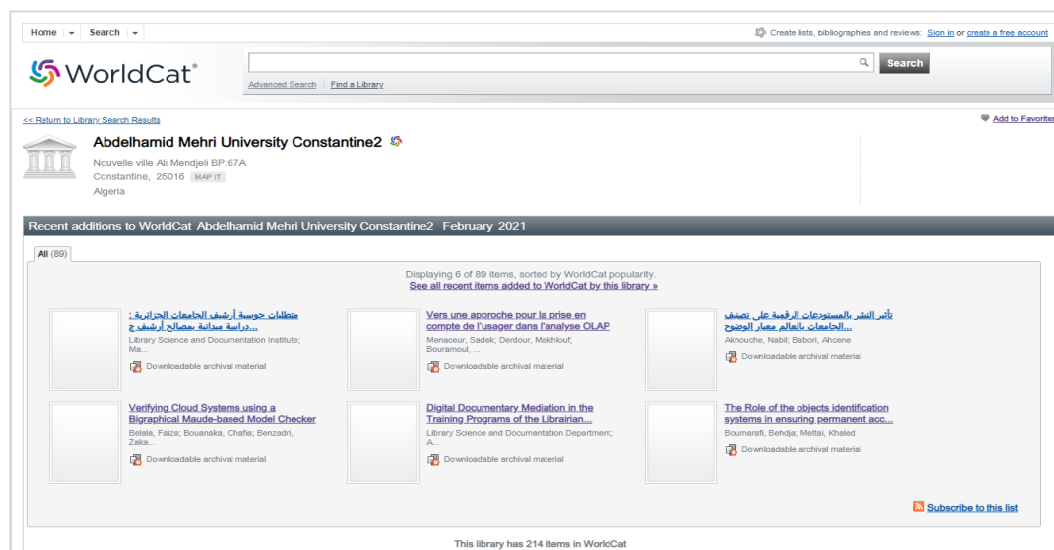 Home Search Create lists, bibliographies and reviews: Sign in or create a free account
WorldCat®
Search
Advanced Search Find a Library
<< Return to Library Search Results Add to Favorites
Abdelhamid Mehri University Constantine2
Nouvelle ville Ali Mendjeli BP:67A
Constantine, 25016 MAP IT
Algeria
Recent additions to WorldCat Abdelhamid Mehri University Constantine2 February 2021
All (89)
Displaying 6 of 89 items, sorted by WorldCat popularity.
See all recent items added to WorldCat by this library »
متطلبات حوسبة أرشيف الجامعات الجزائرية :
دراسة ميدانية بمصالح أرشيف ج...
Library Science and Documentation Institute;
Ma...
Downloadable archival material
Vers une approche pour la prise en
compte de l'usager dans l'analyse OLAP
Menaceur, Sadek; Derdour, Makhlouf;
Bouramoul, ...
Downloadable archival material
تأثير النشر بالمستودعات الرقمية على تصنيف
الجامعات بالعالم معيار الوضوح...
Aknouche, Nabil; Babori, Ahcene
Downloadable archival material
Verifying Cloud Systems using a
Bigraphical Maude-based Model Checker
Belala, Faiza; Bouanaka, Chafia; Benzadri,
Zaka...
Downloadable archival material
Digital Documentary Mediation in the
Training Programs of the Librairian...
Library Science and Documentation Department;
A...
Downloadable archival material
The Role of the objects identification
systems in ensuring permanent acc...
Boumarafi, Behdja; Mettai, Khaled
Downloadable archival material
Subscribe to this list
This library has 214 items in WorldCat